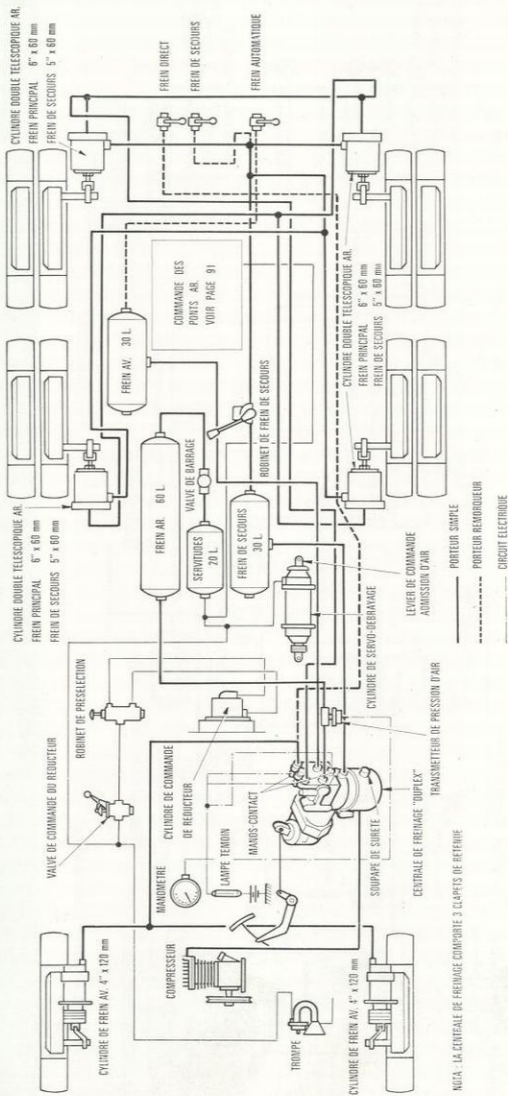 CYLINDRE DE FREIN AV. 4" x 120 mm
VALVE DE COMMANDE DU REDUCTEUR
ROBINET DE PRESELECTION
CYLINDRE DOUBLE TELESCOPIQUE AR.
FREIN PRINCIPAL 6" x 60 mm
FREIN DE SECOURS 5" x 60 mm
CYLINDRE DOUBLE TELESCOPIQUE AR.
FREIN PRINCIPAL 6" x 60 mm
FREIN DE SECOURS 5" x 60 mm
FREIN DIRECT
FREIN DE SECOURS
FREIN AUTOMATIQUE
FREIN AV. 30 L.
COMMANDE DES
PONTS AR.
VOIR PAGE 91
FREIN AR. 60 L.
VALVE DE BARRAGE
SERVITUDES
20 L.
FREIN DE SECOURS
30 L.
ROBINET DE FREIN DE SECOURS
CYLINDRE DE COMMANDE
DE REDUCTEUR
MANOMETRE
LAMPE TEMOIN
MANOS-CONTACT
COMPRESSEUR
TROMPE
CYLINDRE DE FREIN AV. 4" x 120 mm
SOUPAPE DE SURETE
CENTRALE DE FREINAGE "DUPLEX"
TRANSMETTEUR DE PRESSION D'AIR
CYLINDRE DE SERVO-DEBRAYAGE
LEVIER DE COMMANDE
ADMISSION D'AIR
CYLINDRE DOUBLE TELESCOPIQUE AR.
FREIN PRINCIPAL 6" x 60 mm
FREIN DE SECOURS 5" x 60 mm
PORTEUR SIMPLE
PORTEUR REMORQUEUR
CIRCUIT ELECTRIQUE
NOTA : LA CENTRALE DE FREINAGE COMPORTE 3 CLAPETS DE RETENUE